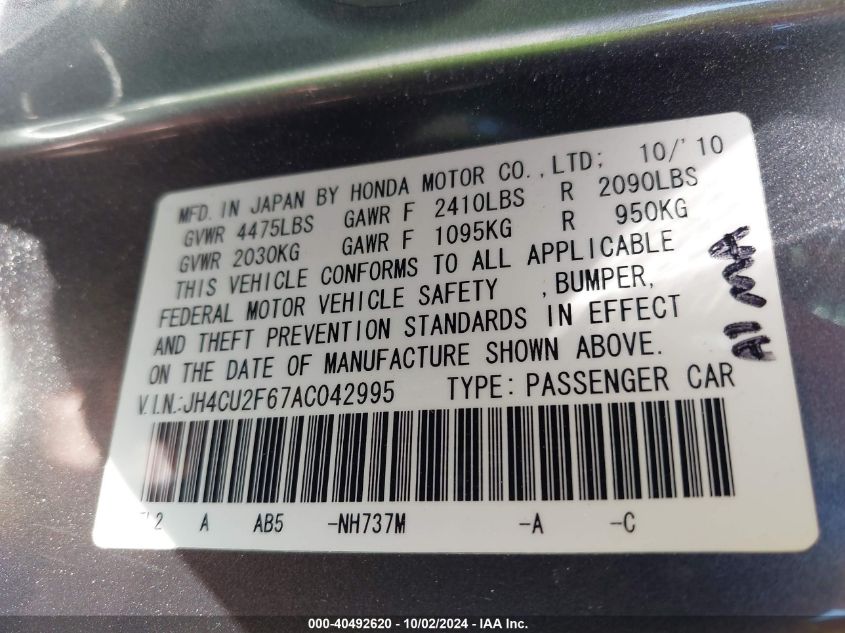 MFD. IN JAPAN BY HONDA MOTOR CO.,LTD; 10/'10
GVWR 4475LBS GAWR F 2410LBS R 2090LBS
GVWR 2030KG GAWR F 1095KG R 950KG
THIS VEHICLE CONFORMS TO ALL APPLICABLE
FEDERAL MOTOR VEHICLE SAFETY ,BUMPER,
AND THEFT PREVENTION STANDARDS IN EFFECT
ON THE DATE OF MANUFACTURE SHOWN ABOVE.
V.I.N.:JH4CU2F67AC042995 TYPE: PASSENGER CAR
A AB5 -NH737M -A -C
000-40492620 - 10/02/2024 - IAA Inc.